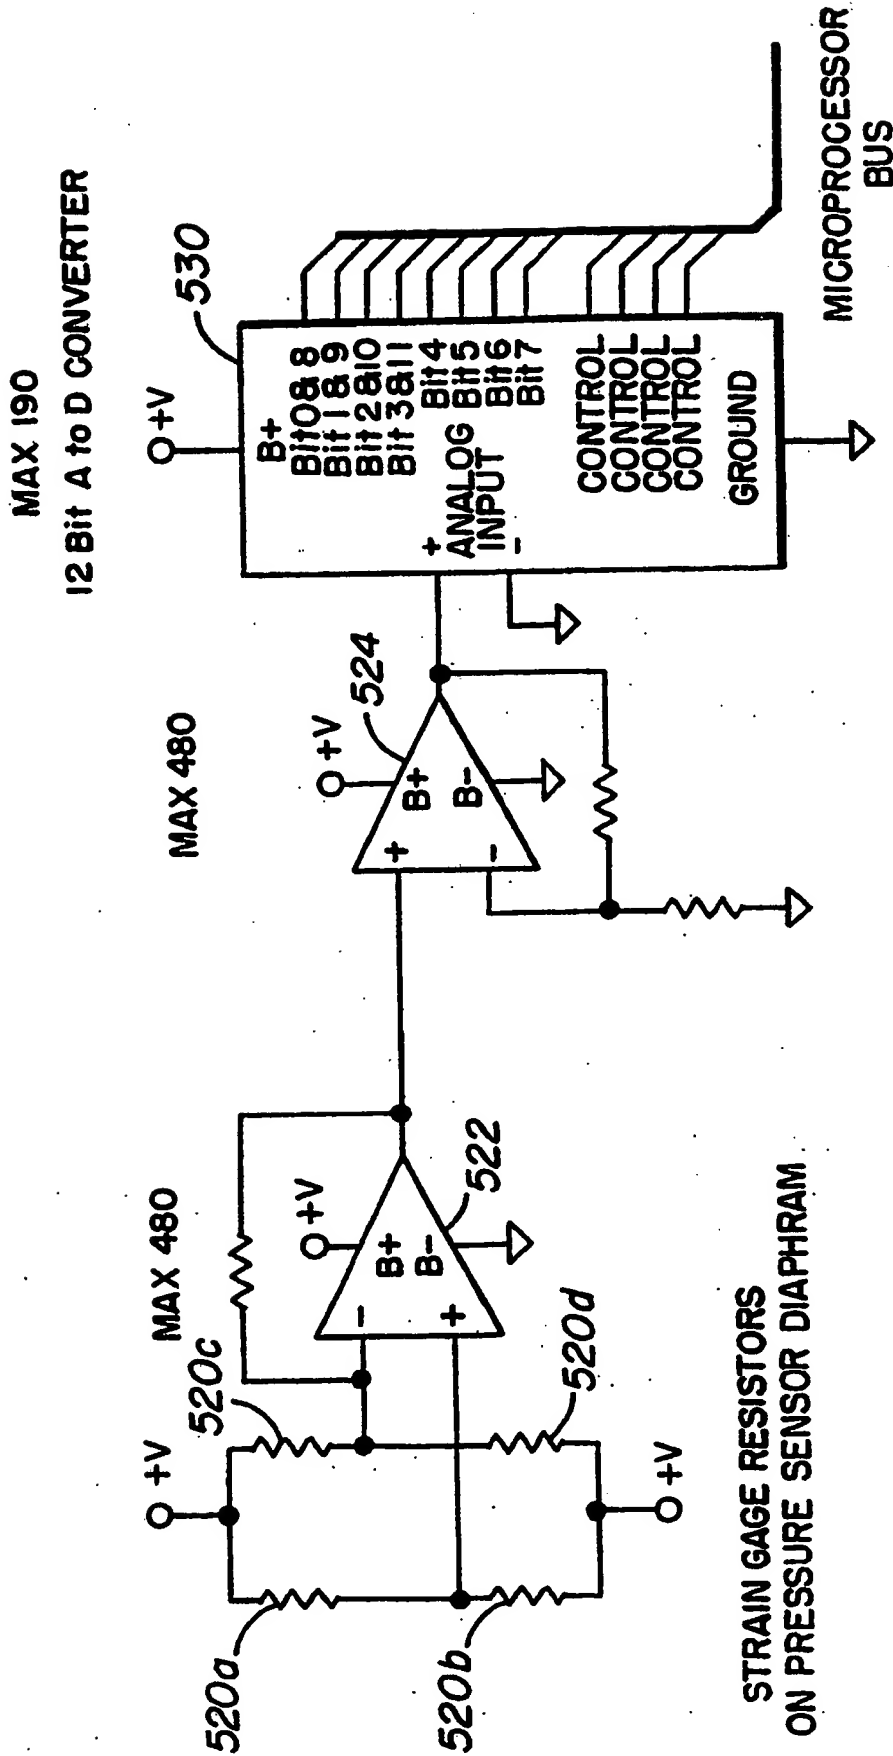 MAX 190
12 Bit A to D CONVERTER
530
+V
B+
Bit 0 & 8
Bit 1 & 9
Bit 2 & 10
Bit 3 & 11
Bit 4
Bit 5
Bit 6
Bit 7
+
ANALOG
INPUT
-
CONTROL
CONTROL
CONTROL
CONTROL
GROUND
MICROPROCESSOR
BUS
MAX 480
524
+V
B+
B-
+
-
MAX 480
522
+V
B+
B-
-
+
+V
520c
520d
520a
520b
+V
STRAIN GAGE RESISTORS
ON PRESSURE SENSOR DIAPHRAM